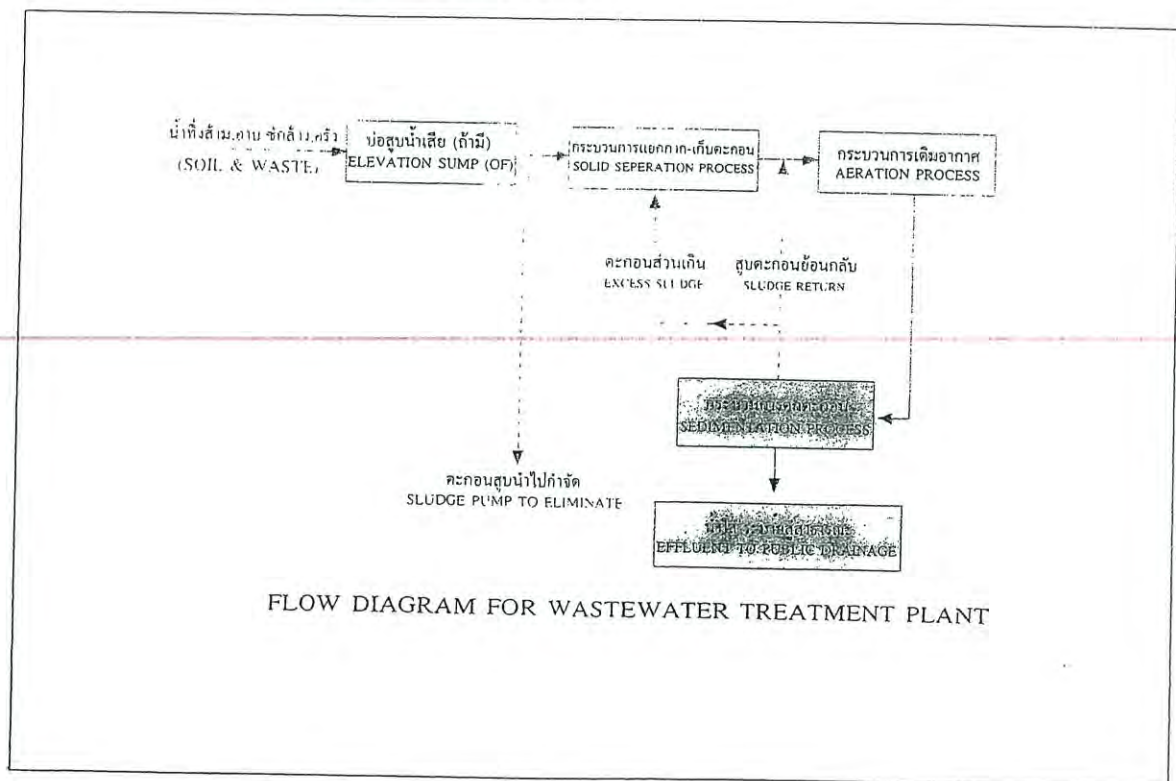 น้ำทิ้งส้วม,อาบ ซักล้าง,ครัว
(SOIL & WASTE)
บ่อสูบน้ำเสีย (ถ้ามี)
ELEVATION SUMP (OF)
กระบวนการแยกกาก-เก็บตะกอน
SOLID SEPERATION PROCESS
กระบวนการเติมอากาศ
AERATION PROCESS
ตะกอนส่วนเกิน
EXCESS SLUDGE
สูบตะกอนย้อนกลับ
SLUDGE RETURN
SEDIMENTATION PROCESS
ตะกอนสูบนำไปกำจัด
SLUDGE PUMP TO ELIMINATE
EFFLUENT TO PUBLIC DRAINAGE
FLOW DIAGRAM FOR WASTEWATER TREATMENT PLANT